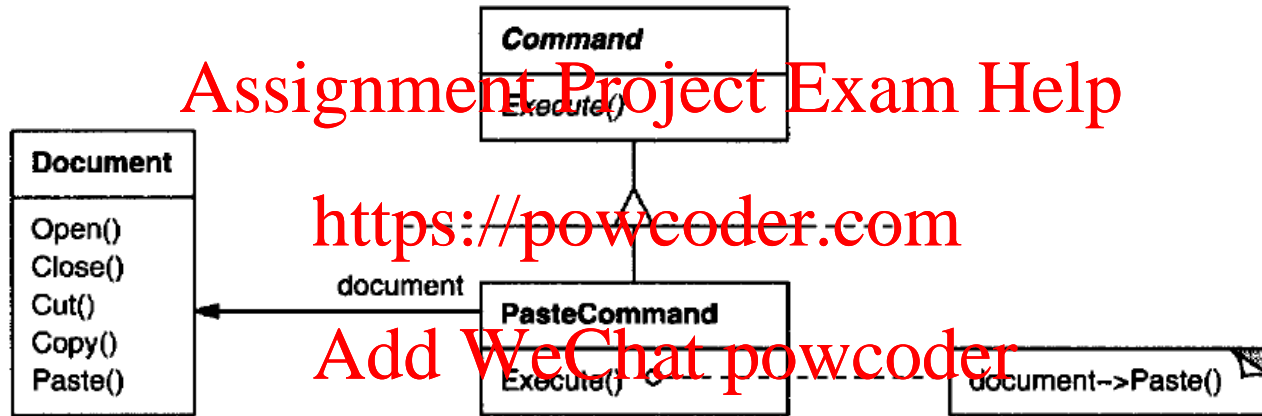 Command
Execute()
Assignment Project Exam Help
Document
Open()
Close()
Cut()
Copy()
Paste()
https://powcoder.com
document
PasteCommand
Execute()
document->Paste()
Add WeChat powcoder